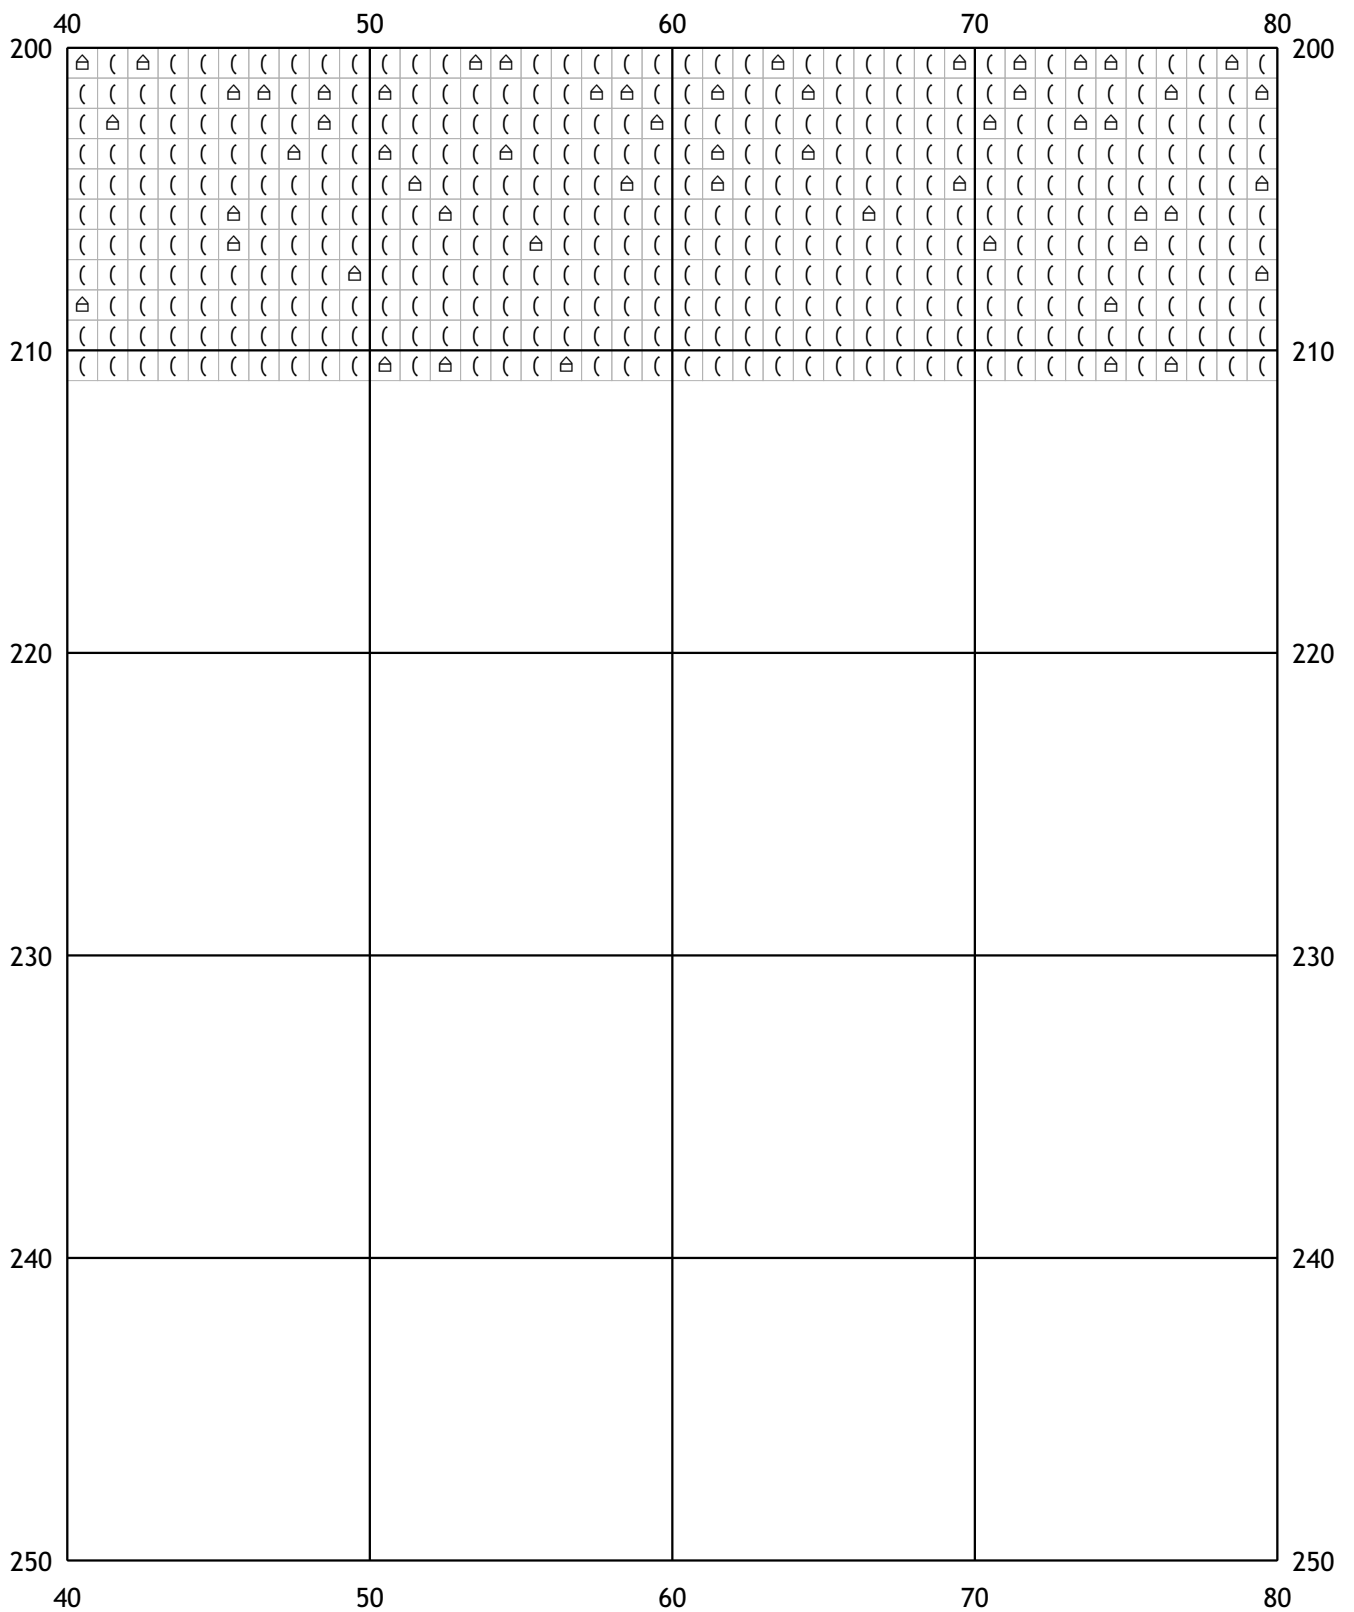 40 50 60 70 80
200 ⌂ ( ⌂ ( ( ( ( ( ( ( ( ( ( ⌂ ⌂ ( ( ( ( ( ( ( ( ⌂ ( ( ( ( ( ⌂ ( ⌂ ( ⌂ ⌂ ( ( ( ⌂ ( 200
( ( ( ( ( ⌂ ⌂ ( ⌂ ( ⌂ ( ( ( ( ( ( ⌂ ⌂ ( ( ⌂ ( ( ⌂ ( ( ( ( ( ( ⌂ ( ( ( ( ⌂ ( ( ⌂
( ⌂ ( ( ( ( ( ( ⌂ ( ( ( ( ( ( ( ( ( ( ⌂ ( ( ( ( ( ( ( ( ( ( ⌂ ( ( ⌂ ⌂ ( ( ( ( (
( ( ( ( ( ( ( ⌂ ( ( ⌂ ( ( ( ⌂ ( ( ( ( ( ( ⌂ ( ( ⌂ ( ( ( ( ( ( ( ( ( ( ( ( ( ( (
( ( ( ( ( ( ( ( ( ( ( ⌂ ( ( ( ( ( ( ⌂ ( ( ⌂ ( ( ( ( ( ( ( ⌂ ( ( ( ( ( ( ( ( ( ⌂
( ( ( ( ( ⌂ ( ( ( ( ( ( ⌂ ( ( ( ( ( ( ( ( ( ( ( ( ( ⌂ ( ( ( ( ( ( ( ( ⌂ ⌂ ( ( (
( ( ( ( ( ⌂ ( ( ( ( ( ( ( ( ( ⌂ ( ( ( ( ( ( ( ( ( ( ( ( ( ( ⌂ ( ( ( ( ⌂ ( ( ( (
( ( ( ( ( ( ( ( ( ⌂ ( ( ( ( ( ( ( ( ( ( ( ( ( ( ( ( ( ( ( ( ( ( ( ( ( ( ( ( ( ⌂
⌂ ( ( ( ( ( ( ( ( ( ( ( ( ( ( ( ( ( ( ( ( ( ( ( ( ( ( ( ( ( ( ( ( ( ⌂ ( ( ( ( (
( ( ( ( ( ( ( ( ( ( ( ( ( ( ( ( ( ( ( ( ( ( ( ( ( ( ( ( ( ( ( ( ( ( ( ( ( ( ( (
210 ( ( ( ( ( ( ( ( ( ( ⌂ ( ⌂ ( ( ( ⌂ ( ( ( ( ( ( ( ( ( ( ( ( ( ( ( ( ( ⌂ ( ⌂ ( ( ( 210
220 220
230 230
240 240
250 250
40 50 60 70 80